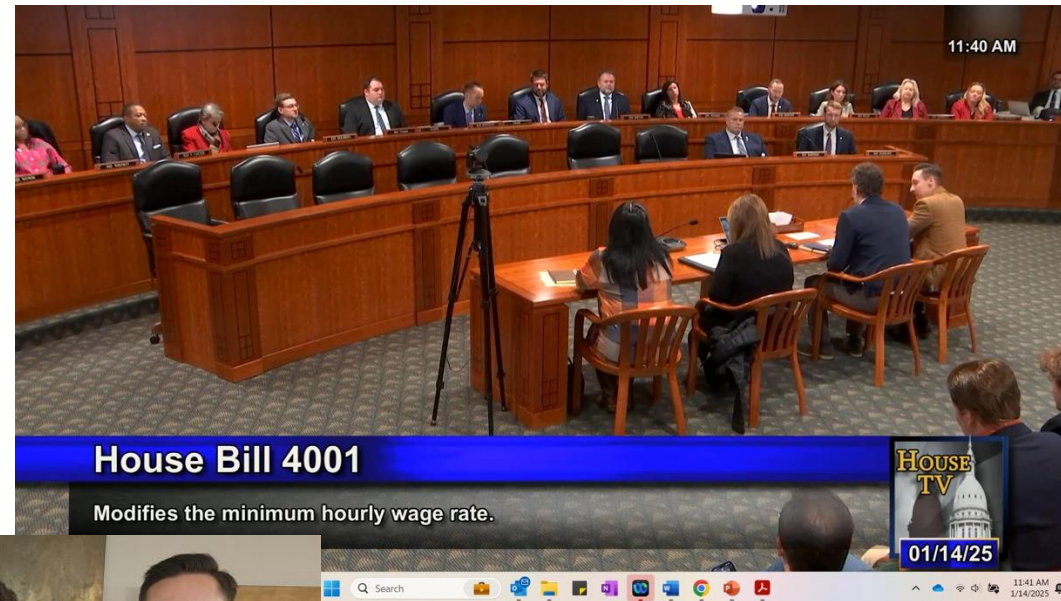 11:40 AM
House Bill 4001
Modifies the minimum hourly wage rate.
HOUSE
TV
01/14/25
Search
11:41 AM
1/14/2025